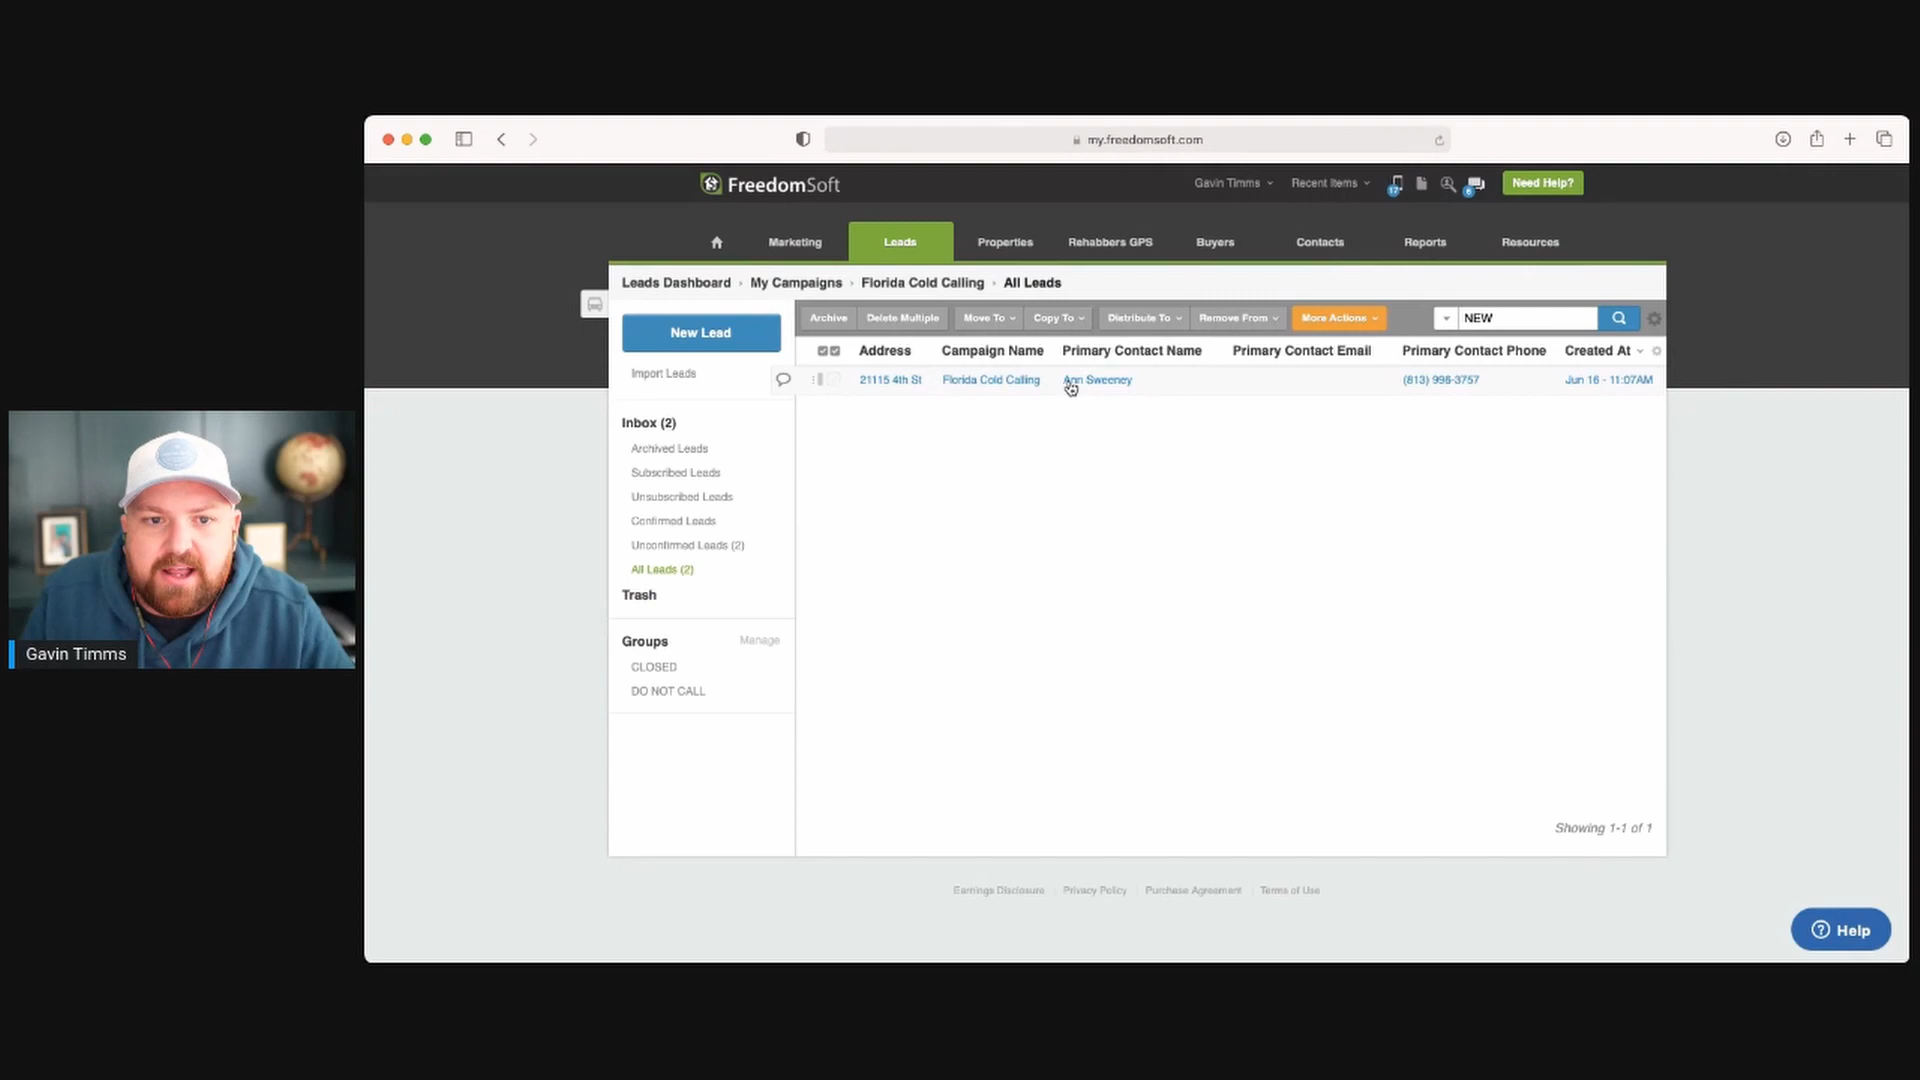 my.freedomsoft.com
FreedomSoft
Gavin Timms
Recent Items
17
6
Need Help?
Marketing
Leads
Properties
Rehabbers GPS
Buyers
Contacts
Reports
Resources
Leads Dashboard › My Campaigns › Florida Cold Calling › All Leads
New Lead
Import Leads
Inbox (2)
Archived Leads
Subscribed Leads
Unsubscribed Leads
Confirmed Leads
Unconfirmed Leads (2)
All Leads (2)
Trash
Groups
Manage
CLOSED
DO NOT CALL
Archive
Delete Multiple
Move To
Copy To
Distribute To
Remove From
More Actions
NEW
Address Campaign Name Primary Contact Name Primary Contact Email Primary Contact Phone Created At
21115 4th St Florida Cold Calling Ann Sweeney (813) 996-3757 Jun 16 - 11:07AM
Showing 1-1 of 1
Earnings Disclosure
Privacy Policy
Purchase Agreement
Terms of Use
? Help
Gavin Timms